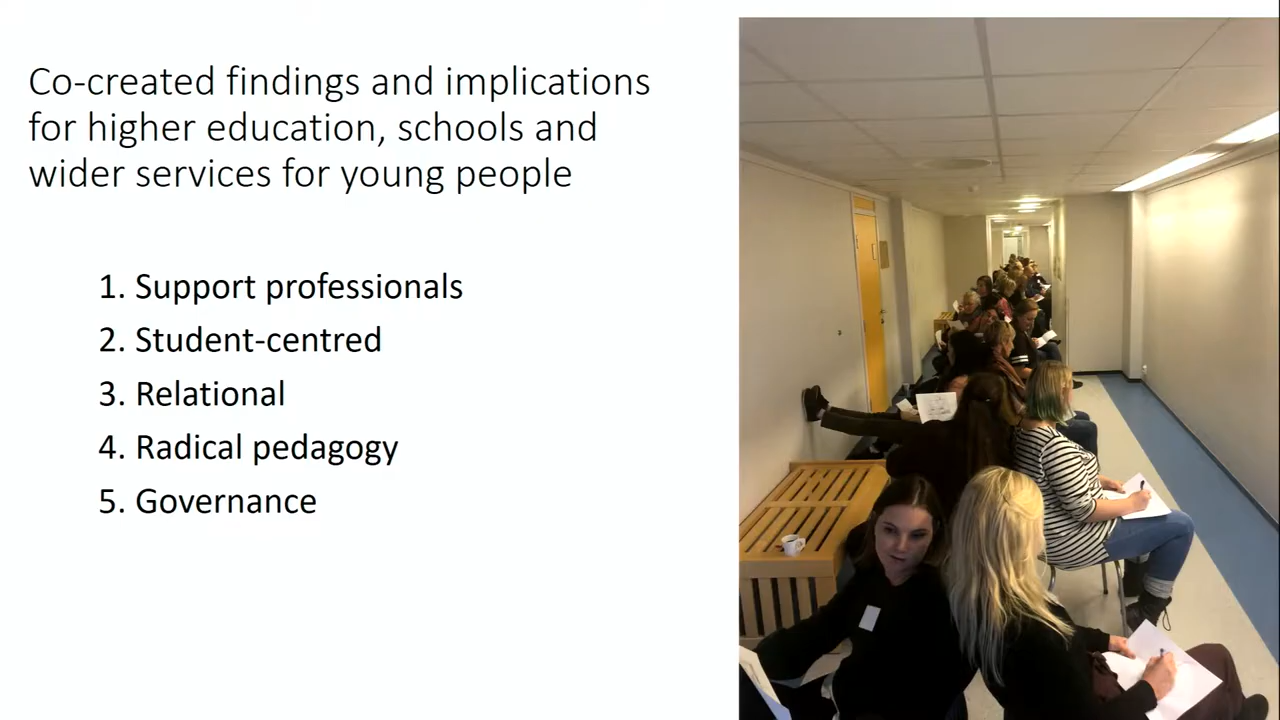 Co-created findings and implications
for higher education, schools and
wider services for young people
1. Support professionals
2. Student-centred
3. Relational
4. Radical pedagogy
5. Governance